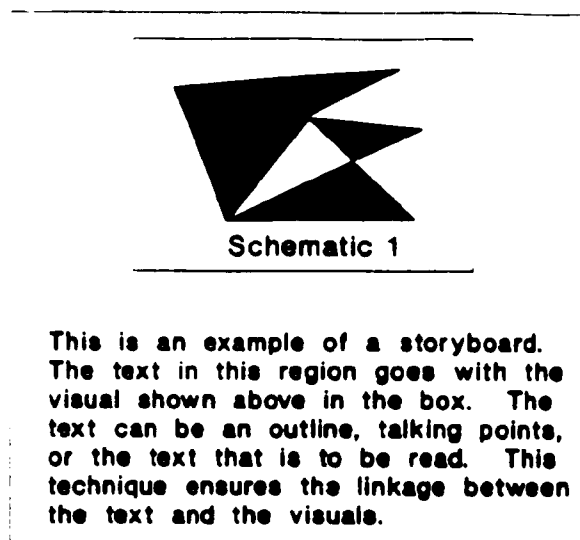 Schematic 1
This is an example of a storyboard.
The text in this region goes with the
visual shown above in the box.  The
text can be an outline, talking points,
or the text that is to be read.  This
technique ensures the linkage between
the text and the visuals.